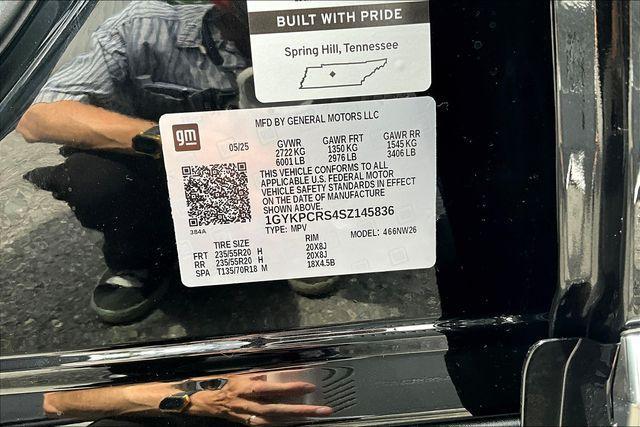 BUILT WITH PRIDE
Spring Hill, Tennessee
MFD BY GENERAL MOTORS LLC
gm
05/25 GVWR GAWR FRT GAWR RR
2722 KG 1350 KG 1545 KG
6001 LB 2976 LB 3406 LB
THIS VEHICLE CONFORMS TO ALL
APPLICABLE U.S. FEDERAL MOTOR
VEHICLE SAFETY STANDARDS IN EFFECT
ON THE DATE OF MANUFACTURE
SHOWN ABOVE.
1GYKPCRS4SZ145836
384A TYPE: MPV MODEL: 466NW26
TIRE SIZE RIM
FRT 235/55R20 H 20X8J
RR 235/55R20 H 20X8J
SPA T135/70R18 M 18X4.5B